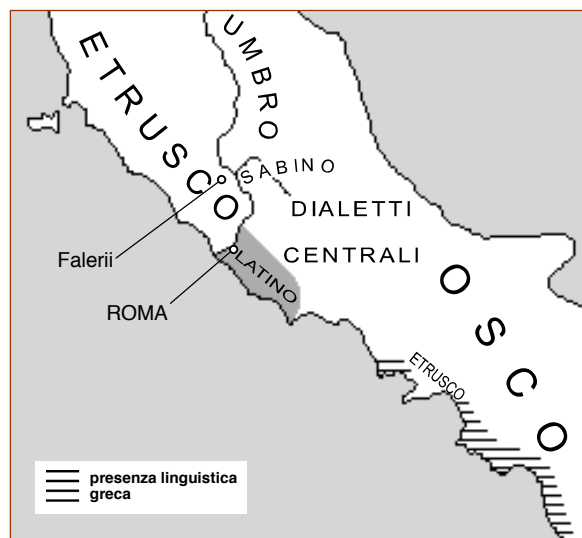 ETRUSCO
UMBRO
SABINO
DIALETTI
CENTRALI
Falerii
LATINO
ROMA
OSCO
ETRUSCO
presenza linguistica
greca